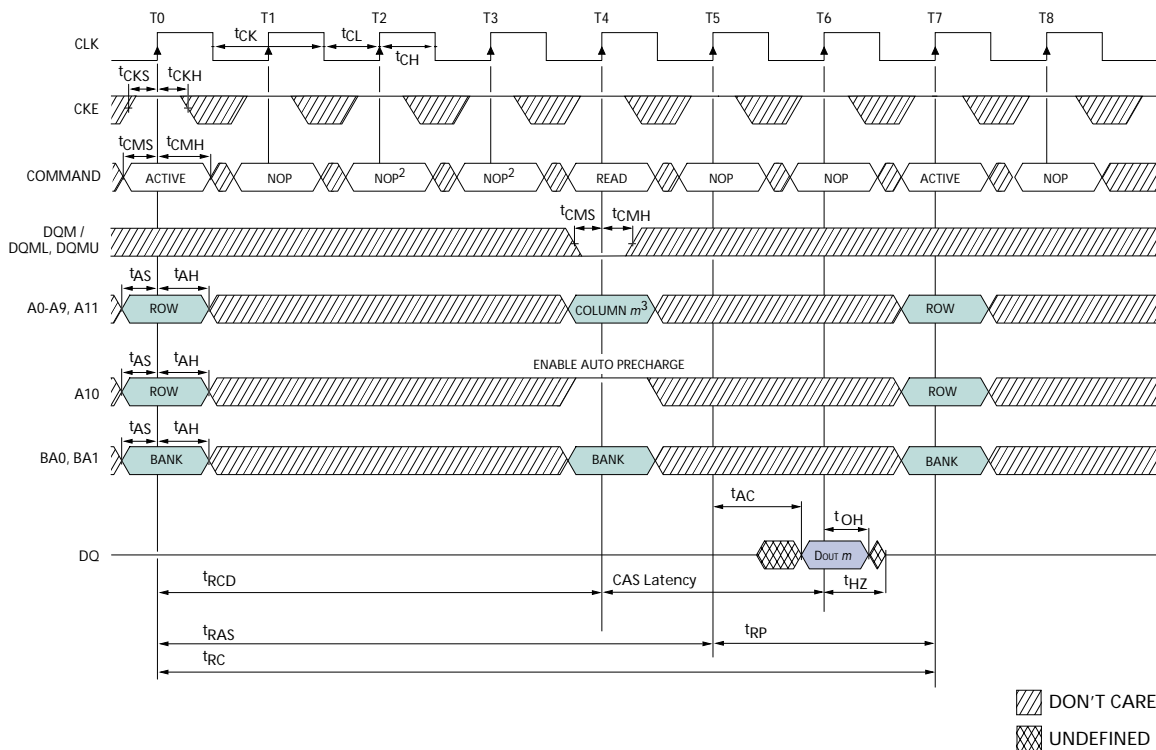 T0 T1 T2 T3 T4 T5 T6 T7 T8
CLK
tCK tCL
tCH
tCKS tCKH
CKE
tCMS tCMH
COMMAND ACTIVE NOP NOP2 NOP2 READ NOP NOP ACTIVE NOP
tCMS tCMH
DQM /
DQML, DQMU
tAS tAH
A0-A9, A11 ROW COLUMN m3 ROW
ENABLE AUTO PRECHARGE
tAS tAH
A10 ROW ROW
tAS tAH
BA0, BA1 BANK BANK BANK
tAC
tOH
DQ DOUT m
tRCD CAS Latency tHZ
tRAS tRP
tRC
DON'T CARE
UNDEFINED